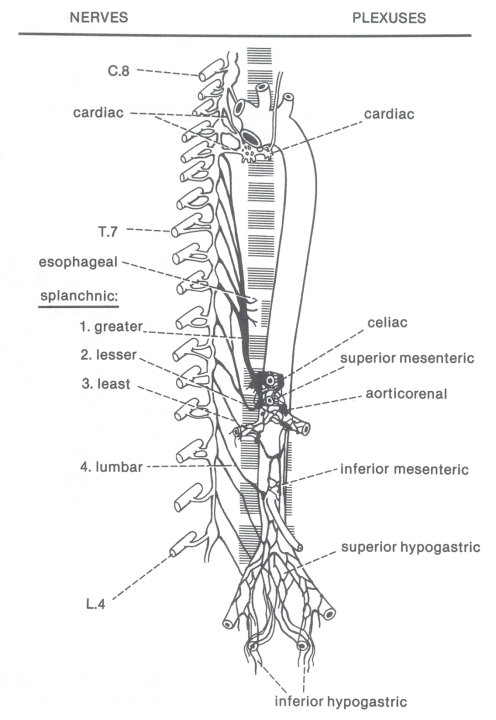 NERVES
PLEXUSES
C.8
cardiac
cardiac
T.7
esophageal
splanchnic:
1. greater
2. lesser
3. least
4. lumbar
L.4
celiac
superior mesenteric
aorticorenal
inferior mesenteric
superior hypogastric
inferior hypogastric